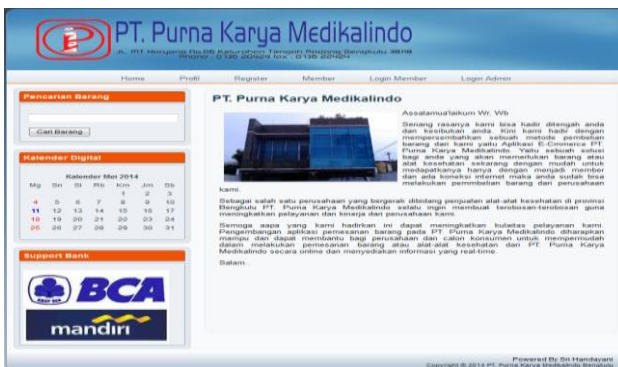 PT. Purna Karya Medikalindo
Home Profil Register Member Login Member Login Admin
Pencarian Barang
Cari Barang
Kalender Digital
Kalender Mei 2014
Mg Sn Sl Rb Km Jm Sb
1 2 3
4 5 6 7 8 9 10
11 12 13 14 15 16 17
18 19 20 21 22 23 24
25 26 27 28 29 30 31
Support Bank
BCA
mandiri
PT. Purna Karya Medikalindo
Assalamua'laikum Wr. Wb
Senang rasanya kami bisa hadir ditengah anda
dan kesibukan anda. Kini kami hadir dengan
mempersembahkan sebuah metode pembelian
barang dari kami yaitu Aplikasi E-Commerce PT.
Purna Karya Medikalindo. Yaitu sebuah solusi
bagi anda yang akan memerlukan barang atau
alat kesehatan sekarang dengan mudah untuk
medapatkanya hanya dengan menjadi member
dan ada koneksi internet maka anda sudah bisa
melakukan pemmbelian barang dari perusahaan
kami.
Sebagai salah satu perusahaan yang bergerak dibidang penjualan alat-alat kesehatan di provinsi
Bengkulu PT. Purna Karya Medikalindo selalu ingin membuat terobosan-terobosan guna
meningkatkan pelayanan dan kinerja dari perusahaan kami.
Semoga apa yang kami hadirkan ini dapat meningkatkan kulaitas pelayanan kami.
Pengembangan aplikasi pemesanan barang pada PT. Purna Karya Medikalindo diharapkan
mampu dan dapat membantu bagi perusahaan dan calon konsumen untuk mempermudah
dalam melakukan pemesanan barang atau alat-alat kesehatan dari PT. Purna Karya
Medikalindo secara online dan menyediakan informasi yang real-time.
Salam..
Powered By Sri Handayani
Copyright © 2014 PT. Purna Karya Medikalindo Bengkulu